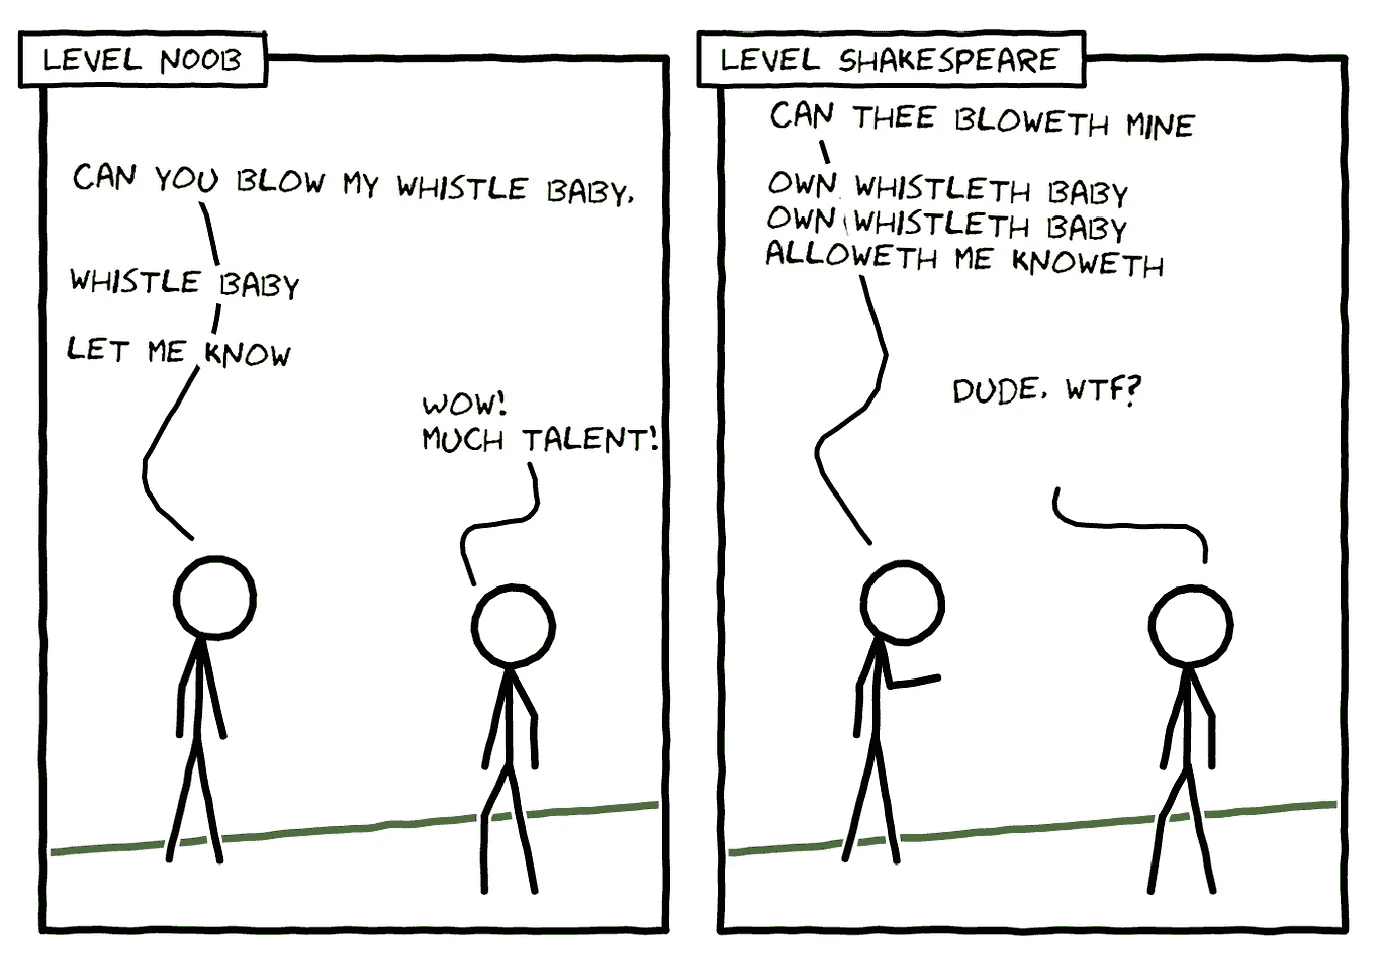 LEVEL NOOB
CAN YOU BLOW MY WHISTLE BABY,
WHISTLE BABY
LET ME KNOW
WOW!
MUCH TALENT!
LEVEL SHAKESPEARE
CAN THEE BLOWETH MINE
OWN WHISTLETH BABY
OWN WHISTLETH BABY
ALLOWETH ME KNOWETH
DUDE, WTF?